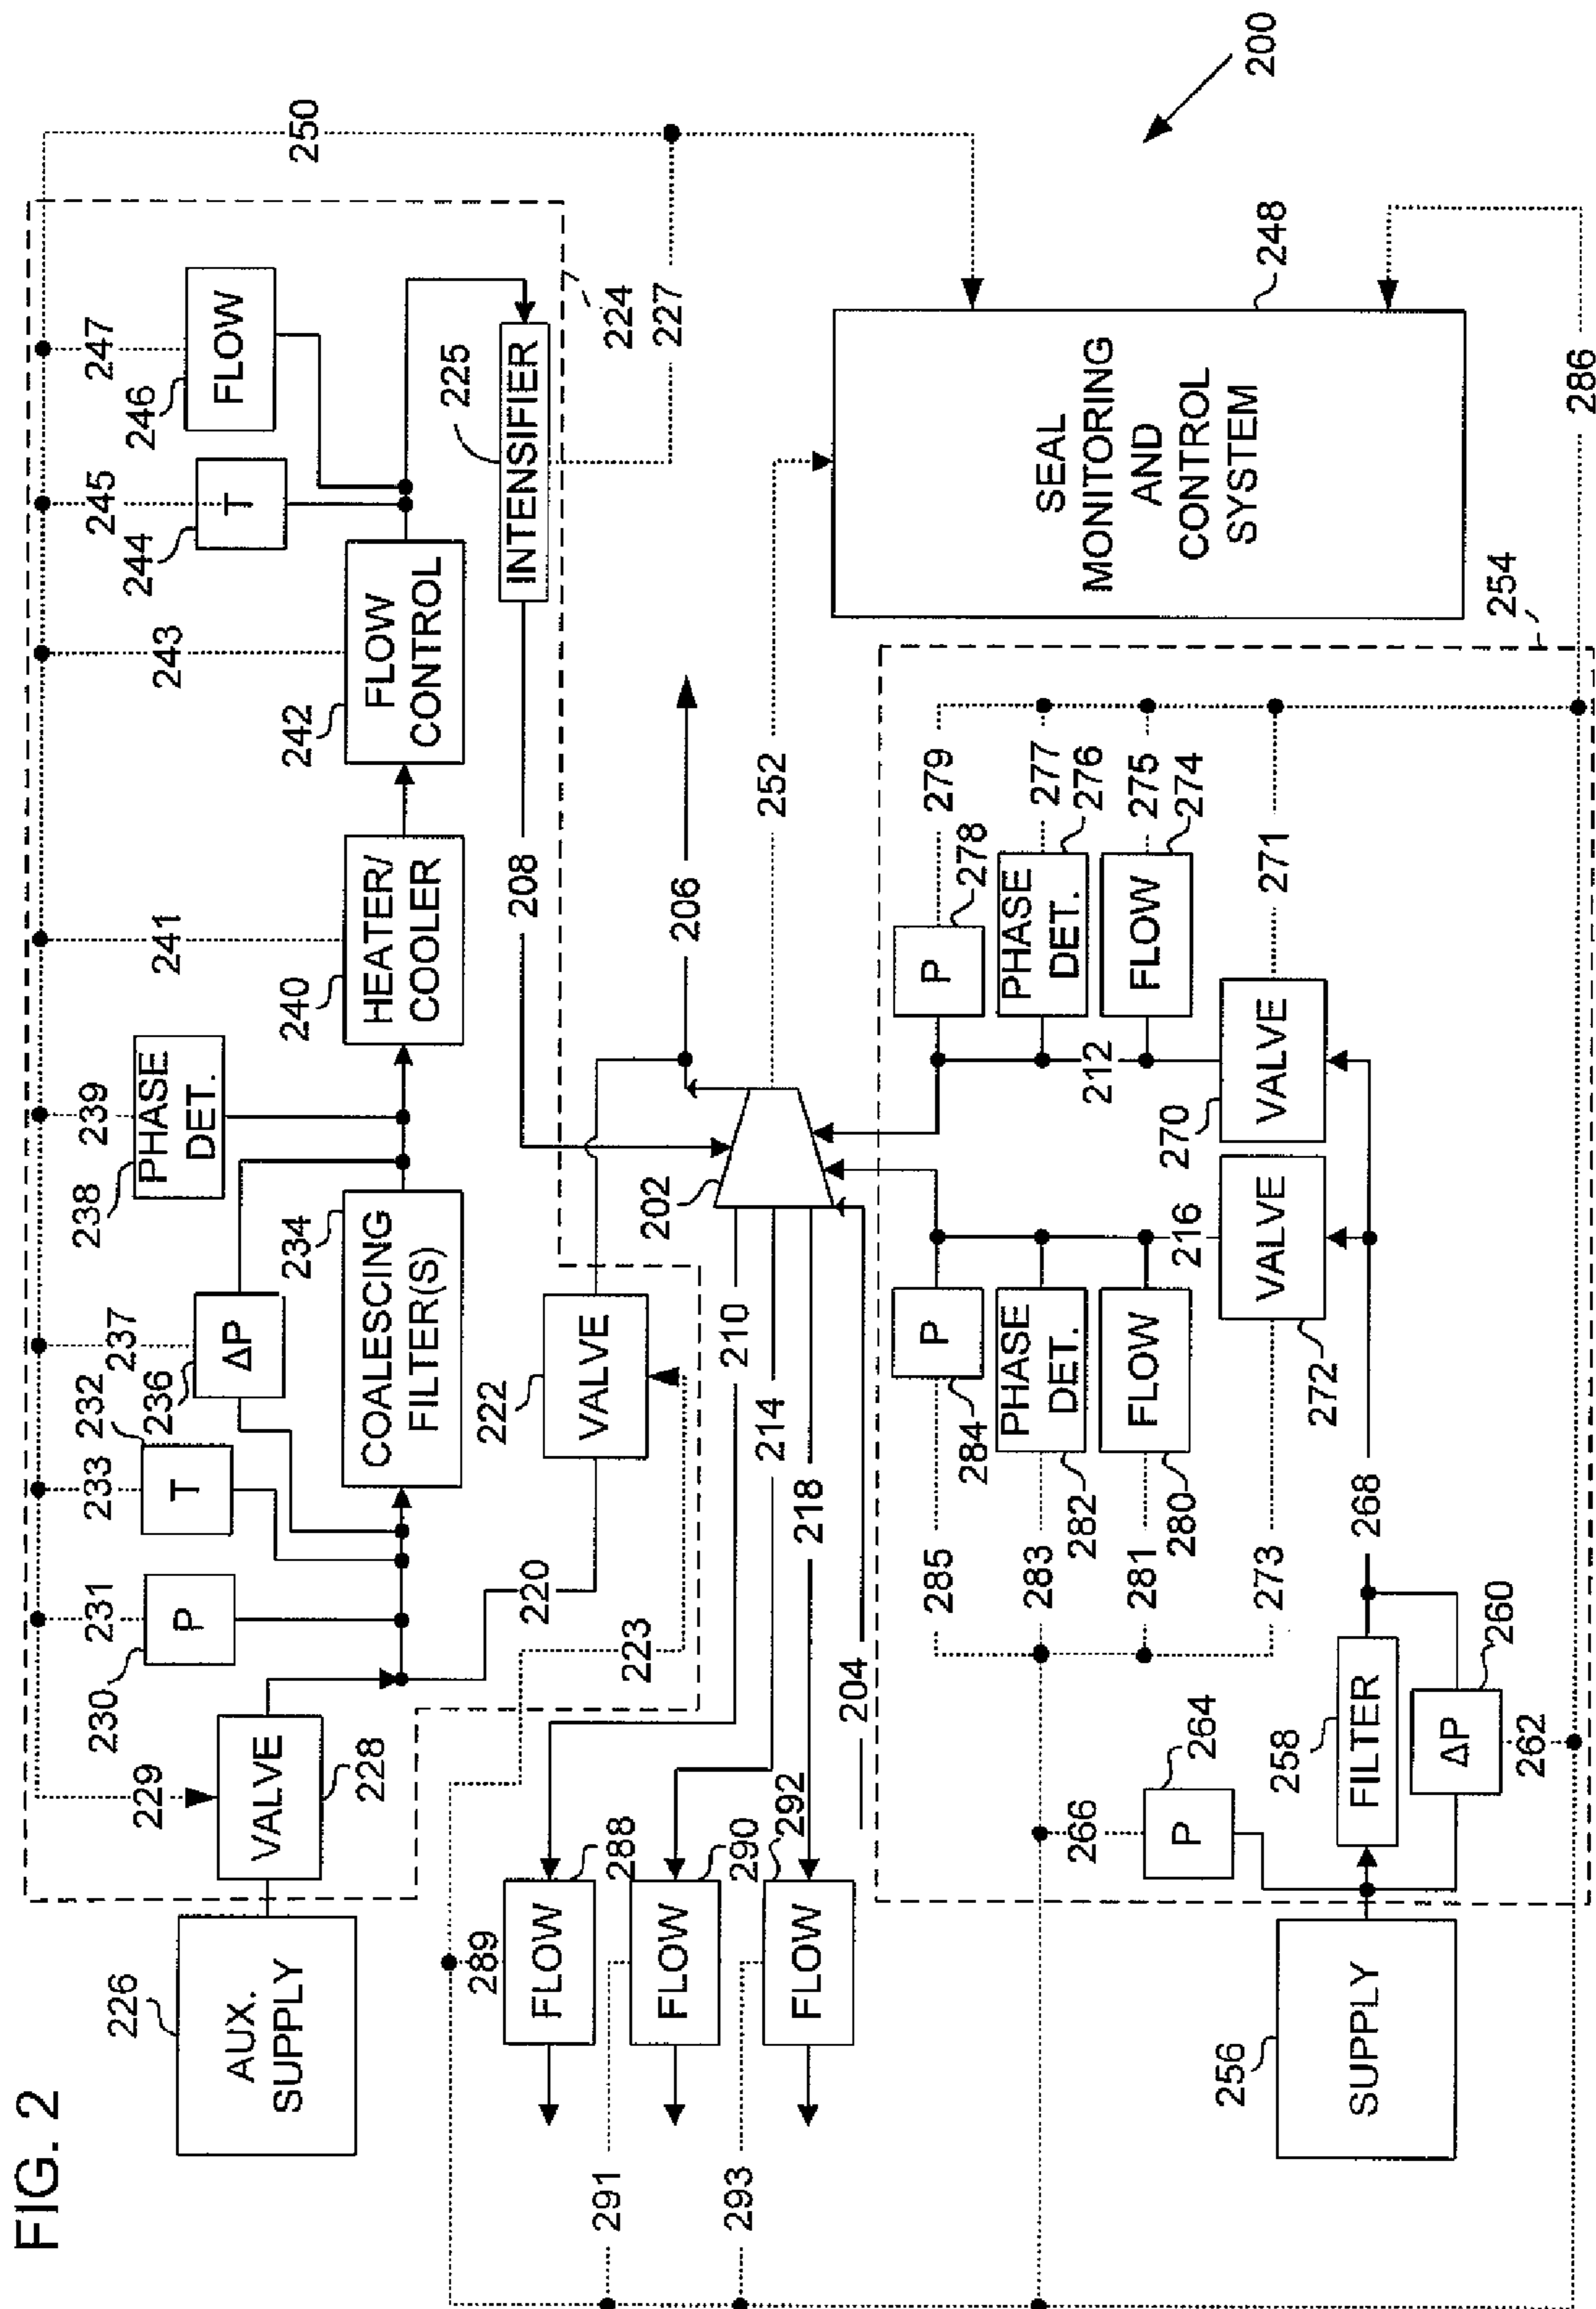 FIG. 2
200
226
AUX.
SUPPLY
229
VALVE
228
230
P
231
232
T
233
236
ΔP
237
COALESCING
FILTER(S)
234
238
PHASE
DET.
239
HEATER/
COOLER
240
241
FLOW
CONTROL
242
243
244
T
245
246
FLOW
247
250
INTENSIFIER
225
224
227
208
206
220
222
VALVE
223
202
210
214
218
204
252
SEAL
MONITORING
AND
CONTROL
SYSTEM
248
254
286
289
FLOW
288
291
FLOW
290
293
FLOW
292
256
SUPPLY
264
P
266
258
FILTER
ΔP
260
262
268
285
P
284
283
PHASE
DET.
282
281
FLOW
280
273
216
VALVE
272
270
VALVE
271
212
P
278
279
PHASE
DET.
276
277
FLOW
274
275